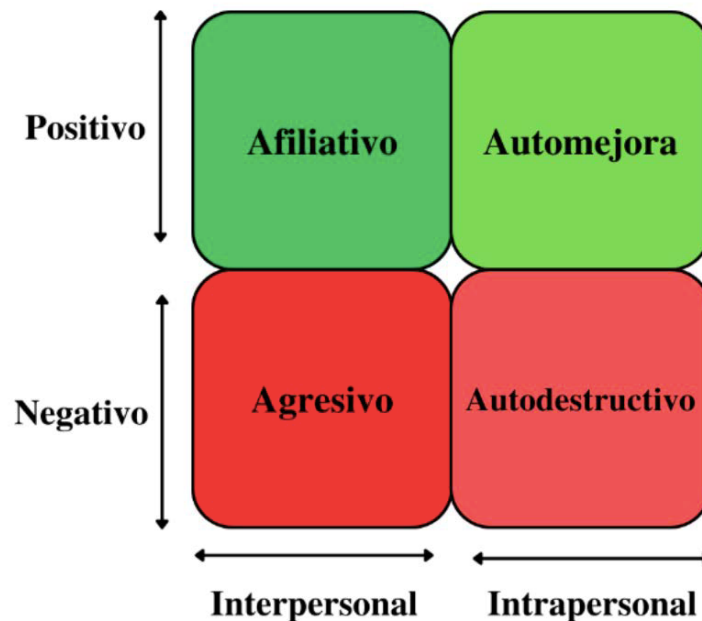 Positivo
Afiliativo
Automejora
Negativo
Agresivo
Autodestructivo
Interpersonal
Intrapersonal